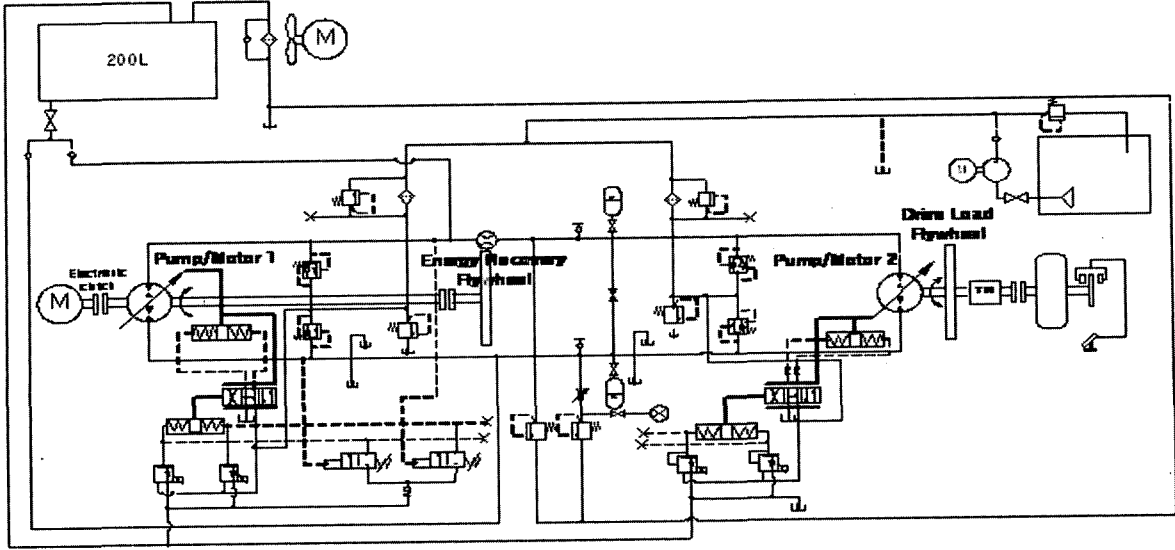 200L
M
Drive Load
Flywheel
Pump/Motor 1
Energy Recovery
Flywheel
Pump/Motor 2
Electronic
clutch
M